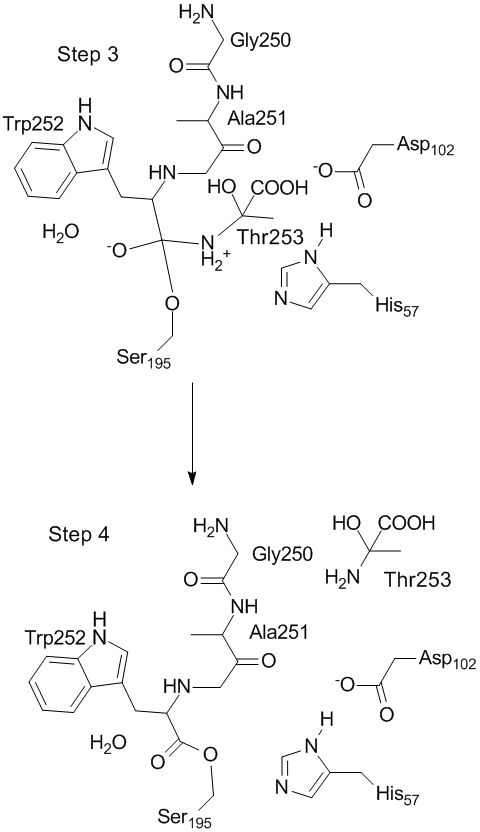 H₂N
Step 3
Gly250
O
NH
Trp252
H
N
Ala251
O
HN
Asp₁₀₂
⁻O
O
HO
COOH
H₂O
⁻O
N
H₂⁺
Thr253
H
N
N
His₅₇
O
Ser₁₉₅
Step 4
H₂N
HO
COOH
Gly250
O
H₂N
Thr253
NH
Trp252
H
N
Ala251
O
HN
Asp₁₀₂
⁻O
O
H₂O
O
O
H
N
N
His₅₇
Ser₁₉₅